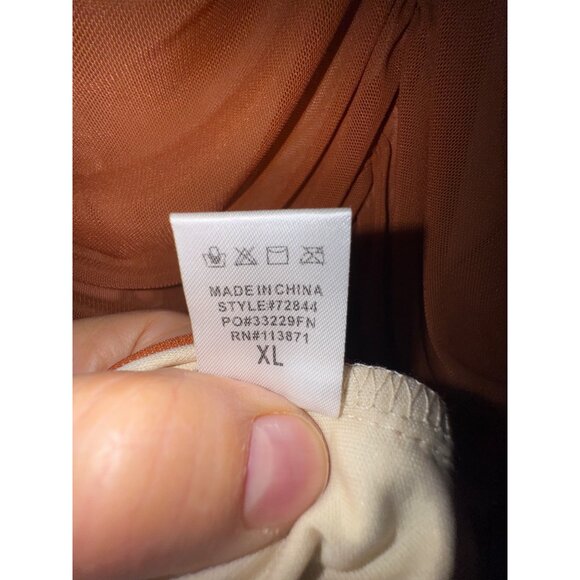 MADE IN CHINA
STYLE#72844
PO#33229FN
RN#113871
XL